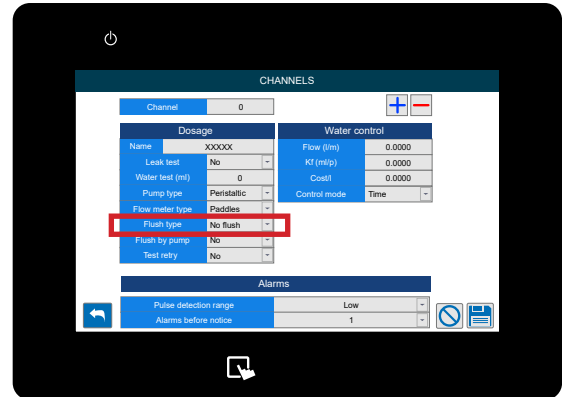 CHANNELS
Channel 0
Dosage
Name XXXXX
Leak test No
Water test (ml) 0
Pump type Peristaltic
Flow meter type Paddles
Flush type No flush
Flush by pump No
Test retry No
Water control
Flow (l/m) 0.0000
Kf (ml/p) 0.0000
Cost/l 0.0000
Control mode Time
Alarms
Pulse detection range Low
Alarms before notice 1